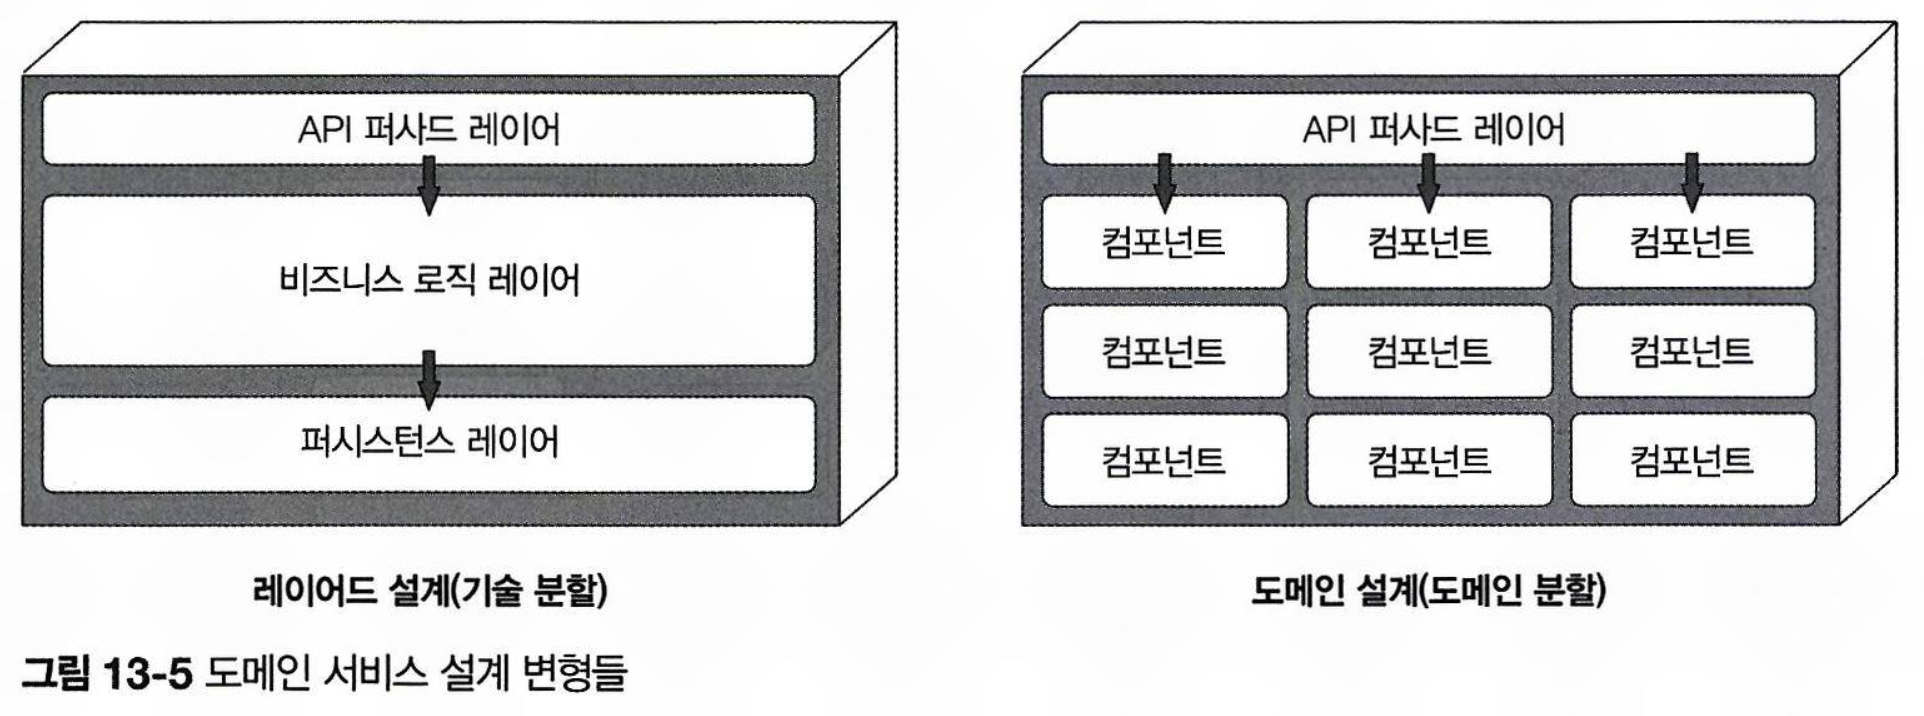 API 퍼사드 레이어
비즈니스 로직 레이어
퍼시스턴스 레이어
레이어드 설계(기술 분할)
API 퍼사드 레이어
컴포넌트 컴포넌트 컴포넌트
컴포넌트 컴포넌트 컴포넌트
컴포넌트 컴포넌트 컴포넌트
도메인 설계(도메인 분할)
그림 13-5 도메인 서비스 설계 변형들